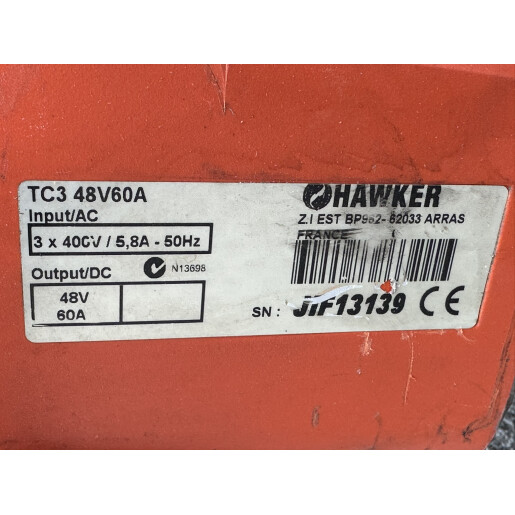 TC3 48V60A
Input/AC
3 x 400V / 5,8A - 50Hz
Output/DC
N13698
48V
60A
HAWKER
Z.I EST BP962- 62033 ARRAS
FRANCE
SN : JIF13139 CE